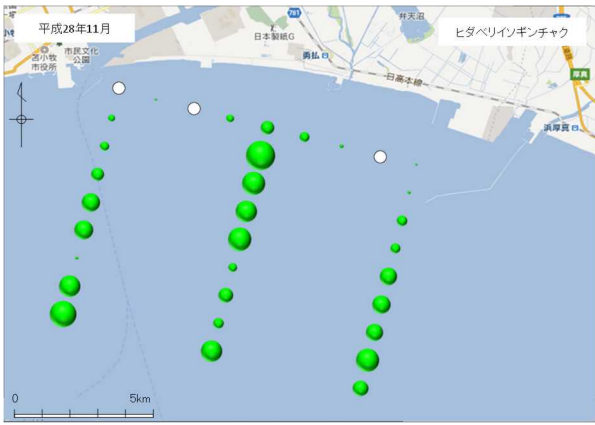 平成28年11月
ヒダベリイソギンチャク
弁天沼
日本製紙G
苫小牧
市役所
市民文化
公園
勇払
日高本線
厚真
浜厚真
0
5km